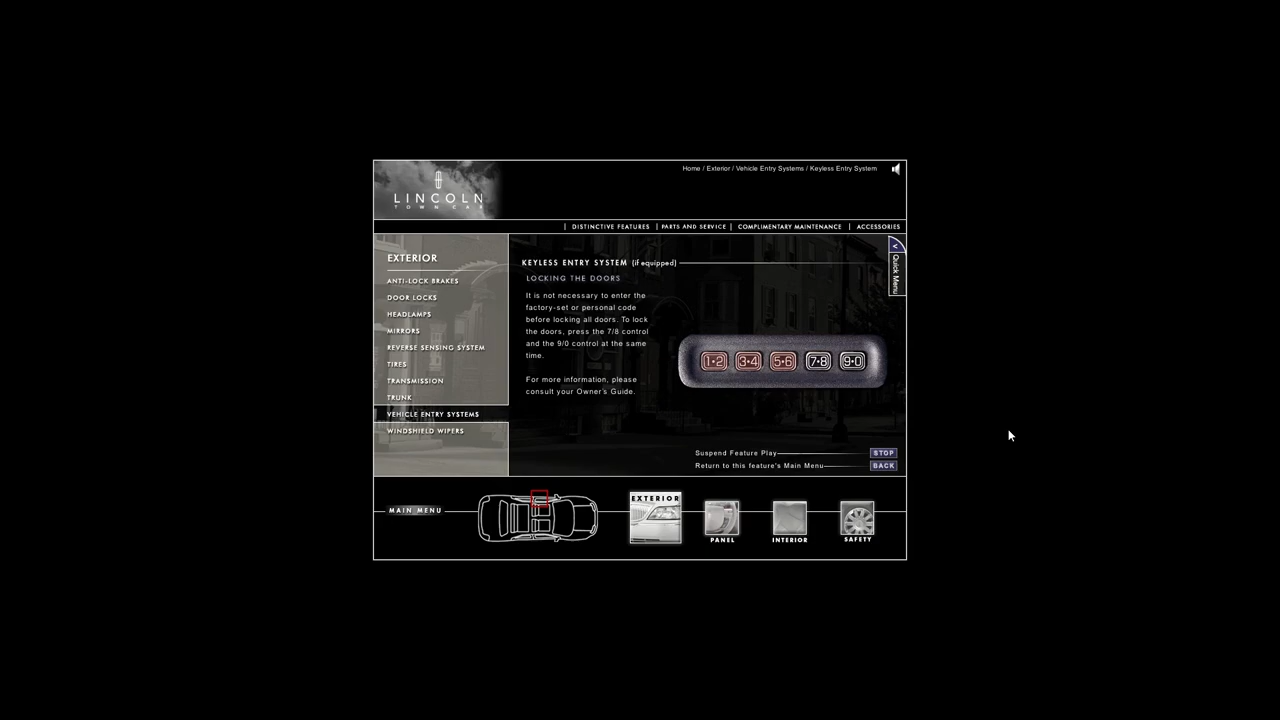 Home / Exterior / Vehicle Entry Systems / Keyless Entry System
LINCOLN
TOWN CAR
DISTINCTIVE FEATURES | PARTS AND SERVICE | COMPLIMENTARY MAINTENANCE | ACCESSORIES
EXTERIOR
ANTI-LOCK BRAKES
DOOR LOCKS
HEADLAMPS
MIRRORS
REVERSE SENSING SYSTEM
TIRES
TRANSMISSION
TRUNK
VEHICLE ENTRY SYSTEMS
WINDSHIELD WIPERS
KEYLESS ENTRY SYSTEM (if equipped)
LOCKING THE DOORS
It is not necessary to enter the
factory-set or personal code
before locking all doors. To lock
the doors, press the 7/8 control
and the 9/0 control at the same
time.
For more information, please
consult your Owner's Guide.
1•2 3•4 5•6 7•8 9•0
< Quick Menu
Suspend Feature Play STOP
Return to this feature's Main Menu BACK
MAIN MENU
EXTERIOR
PANEL
INTERIOR
SAFETY